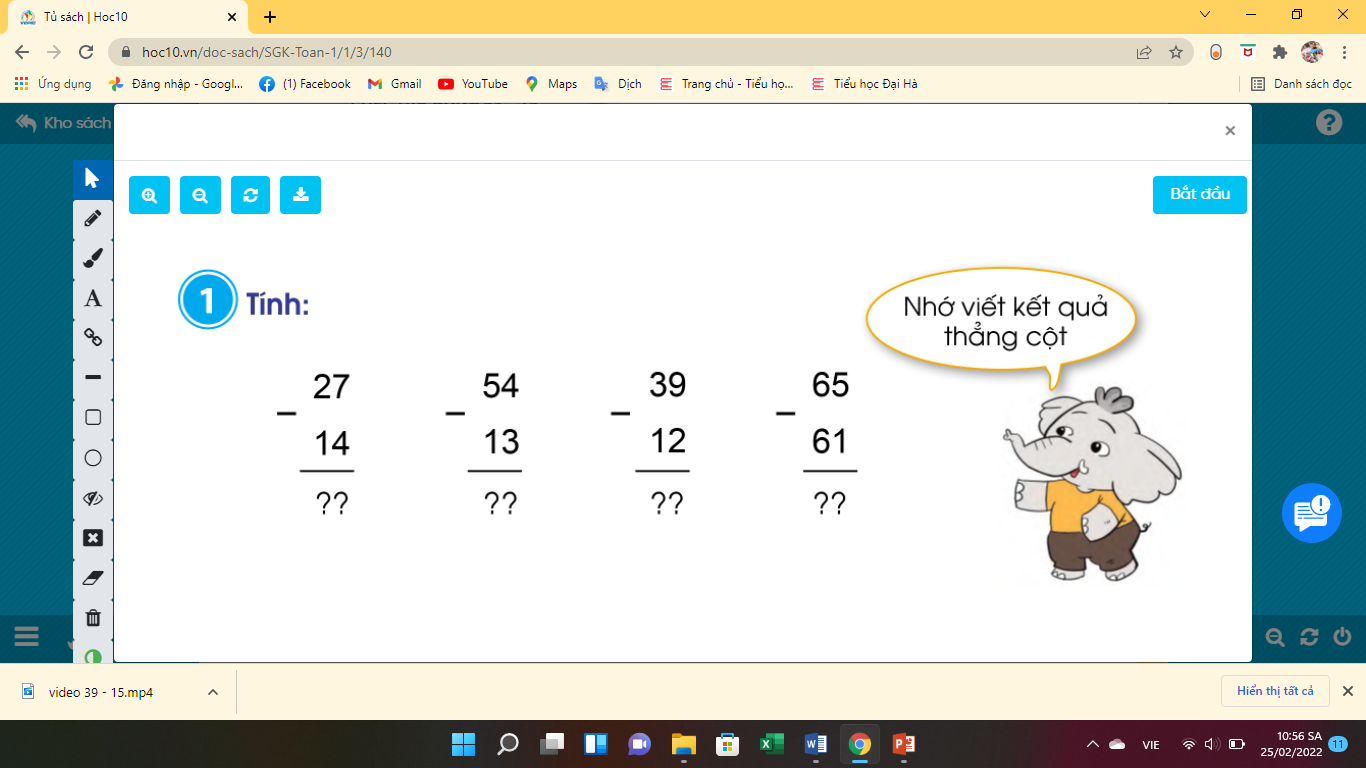 Tủ sách | Hoc10
hoc10.vn/doc-sach/SGK-Toan-1/1/3/140
Ứng dụng
Đăng nhập - Googl...
(1) Facebook
Gmail
YouTube
Maps
Dịch
Trang chủ - Tiểu họ...
Tiểu học Đại Hà
Danh sách đọc
Kho sách
Bắt đầu
1 Tính:
Nhớ viết kết quả
thẳng cột
27 54 39 65
− − − −
14 13 12 61
?? ?? ?? ??
video 39 - 15.mp4
Hiển thị tất cả
VIE
10:56 SA
25/02/2022
11